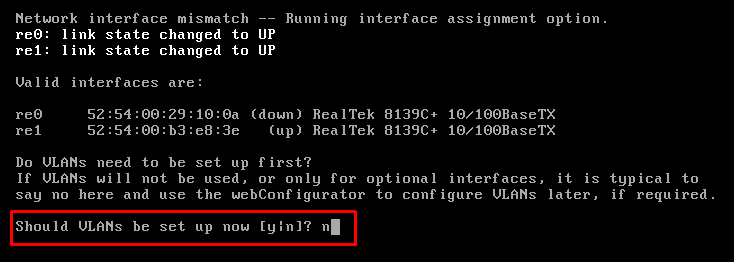 Network interface mismatch -- Running interface assignment option.
re0: link state changed to UP
re1: link state changed to UP
Valid interfaces are:
re0 52:54:00:29:10:0a (down) RealTek 8139C+ 10/100BaseTX
re1 52:54:00:b3:e8:3e (up) RealTek 8139C+ 10/100BaseTX
Do VLANs need to be set up first?
If VLANs will not be used, or only for optional interfaces, it is typical to
say no here and use the webConfigurator to configure VLANs later, if required.
Should VLANs be set up now [y|n]? n